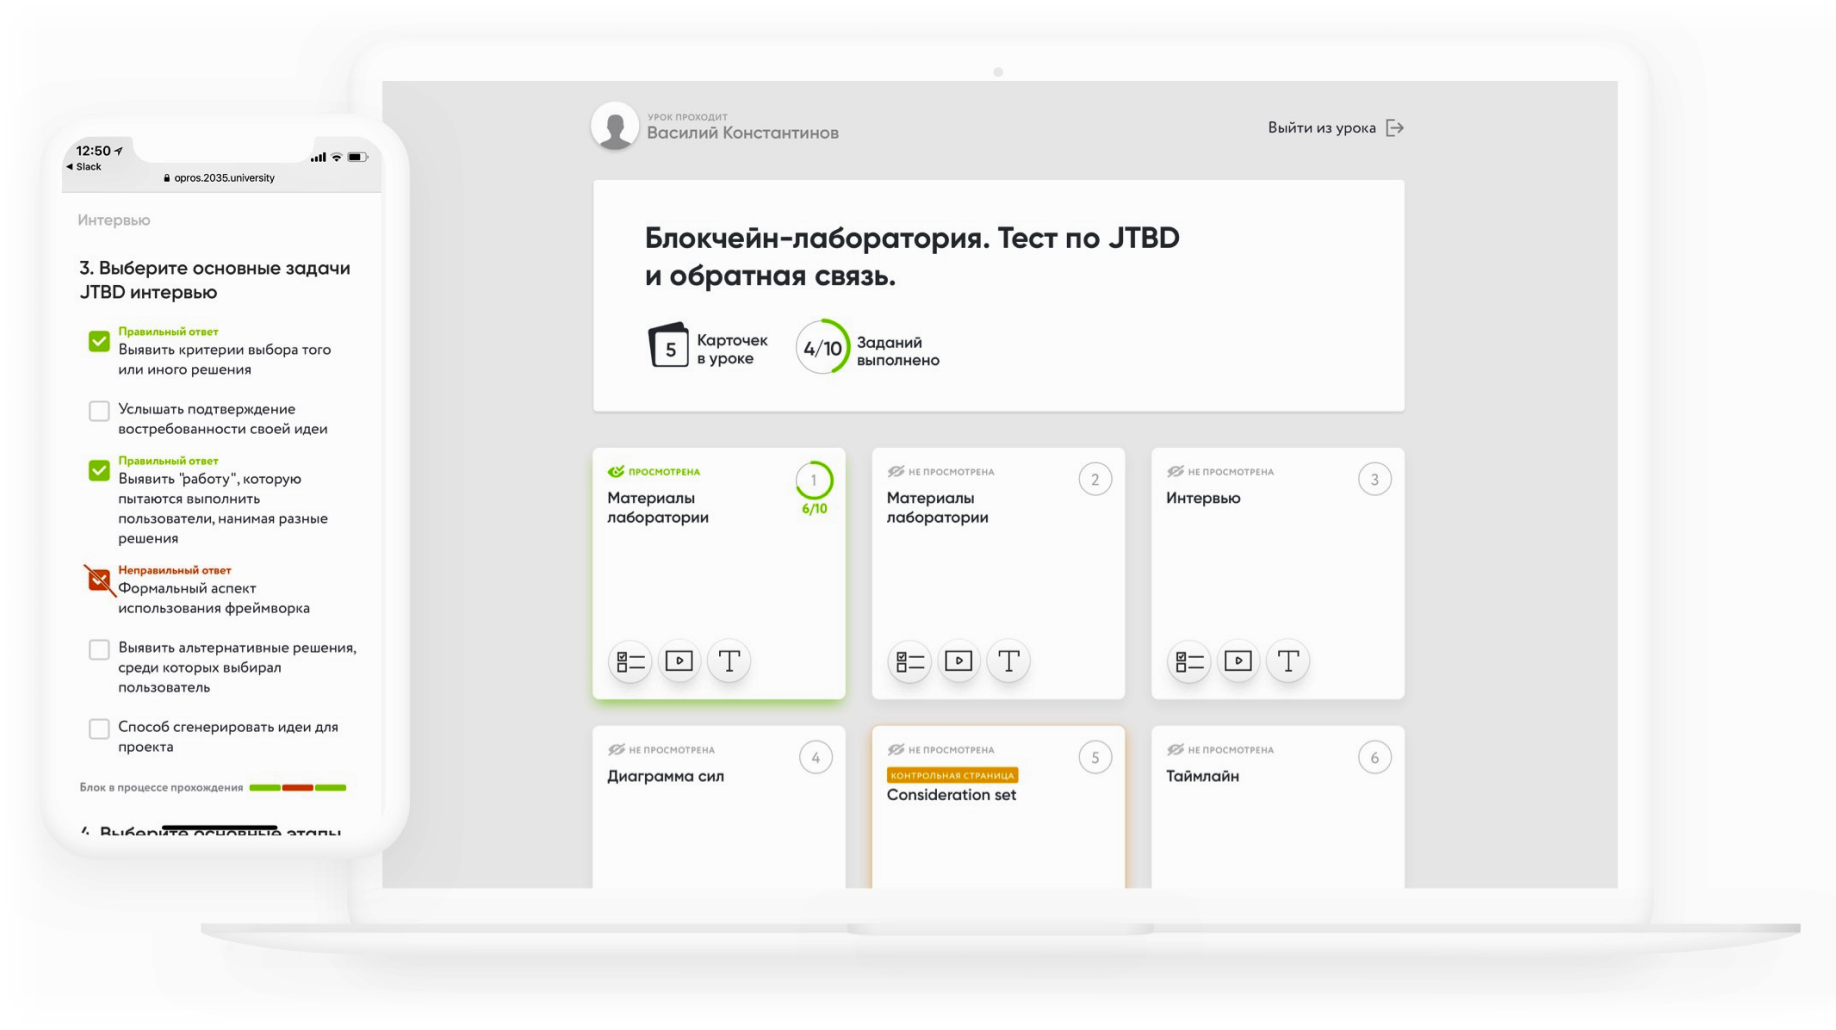 12:50
Slack
opros.2035.university
Интервью
3. Выберите основные задачи
JTBD интервью
Правильный ответ
Выявить критерии выбора того
или иного решения
Услышать подтверждение
востребованности своей идеи
Правильный ответ
Выявить "работу", которую
пытаются выполнить
пользователи, нанимая разные
решения
Неправильный ответ
Формальный аспект
использования фреймворка
Выявить альтернативные решения,
среди которых выбирал
пользователь
Способ сгенерировать идеи для
проекта
Блок в процессе прохождения
4. Выберите основные этапы
УРОК ПРОХОДИТ
Василий Константинов
Выйти из урока
Блокчейн-лаборатория. Тест по JTBD
и обратная связь.
5
Карточек
в уроке
4/10
Заданий
выполнено
ПРОСМОТРЕНА
1
6/10
Материалы
лаборатории
T
НЕ ПРОСМОТРЕНА
2
Материалы
лаборатории
T
НЕ ПРОСМОТРЕНА
3
Интервью
T
НЕ ПРОСМОТРЕНА
4
Диаграмма сил
НЕ ПРОСМОТРЕНА
5
КОНТРОЛЬНАЯ СТРАНИЦА
Consideration set
НЕ ПРОСМОТРЕНА
6
Таймлайн